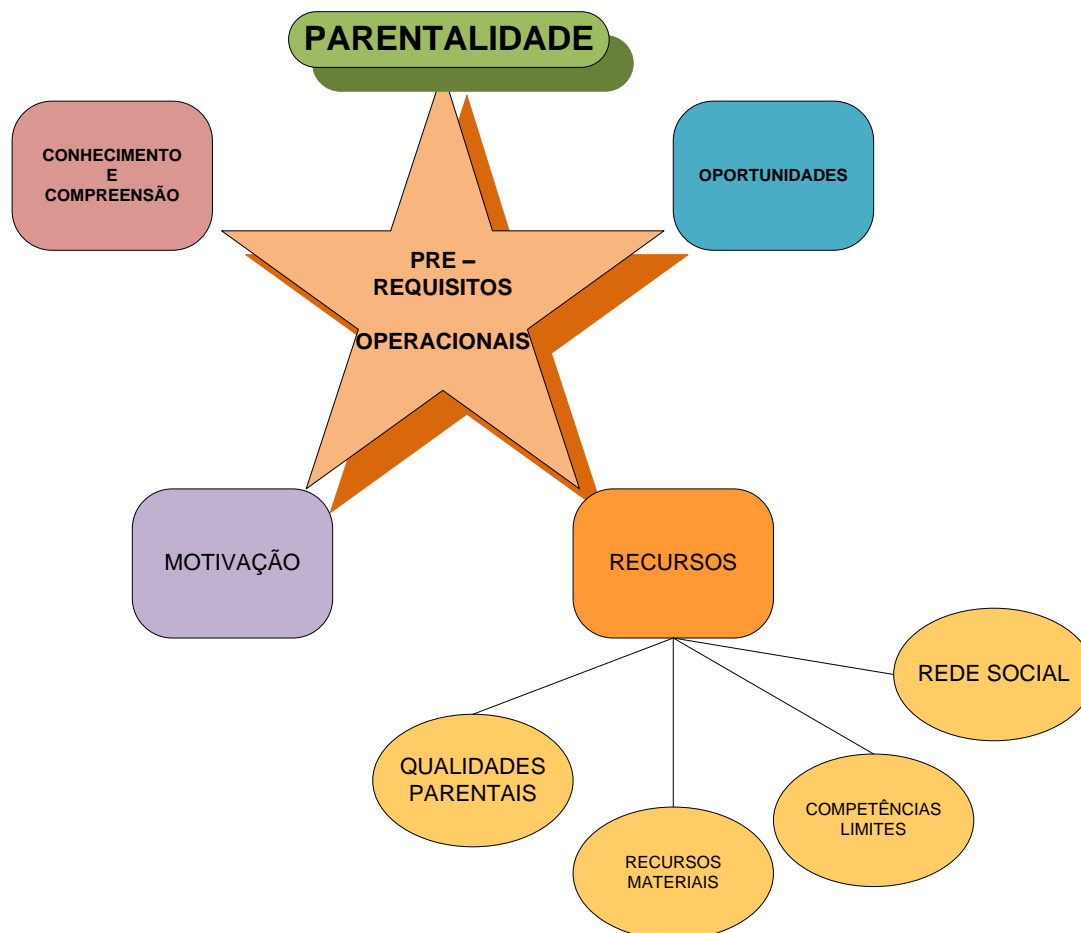 PARENTALIDADE
CONHECIMENTO
E
COMPREENSÃO
OPORTUNIDADES
PRE –
REQUISITOS
OPERACIONAIS
MOTIVAÇÃO
RECURSOS
REDE SOCIAL
QUALIDADES
PARENTAIS
COMPETÊNCIAS
LIMITES
RECURSOS
MATERIAIS